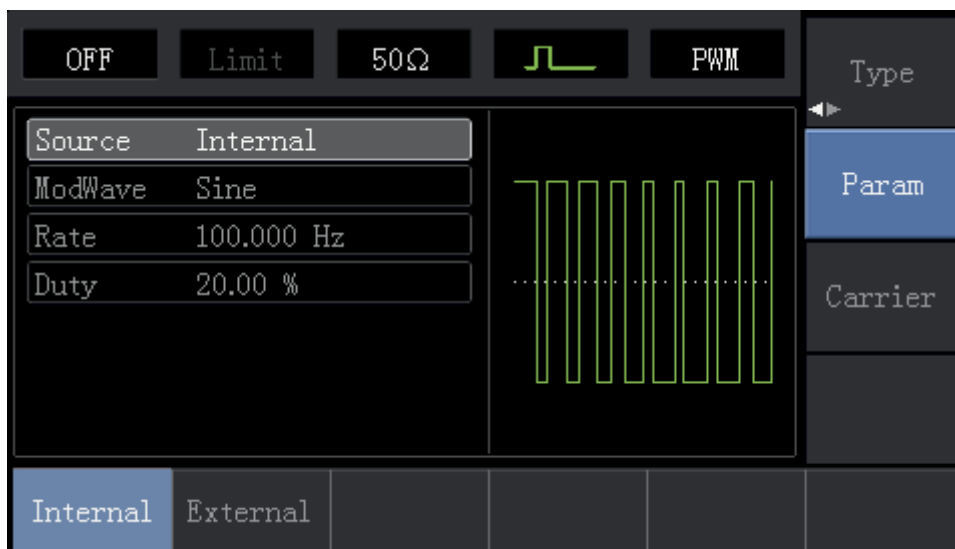 OFF Limit 50Ω PWM
Type
Source Internal
ModWave Sine
Rate 100.000 Hz
Duty 20.00 %
Param
Carrier
Internal External